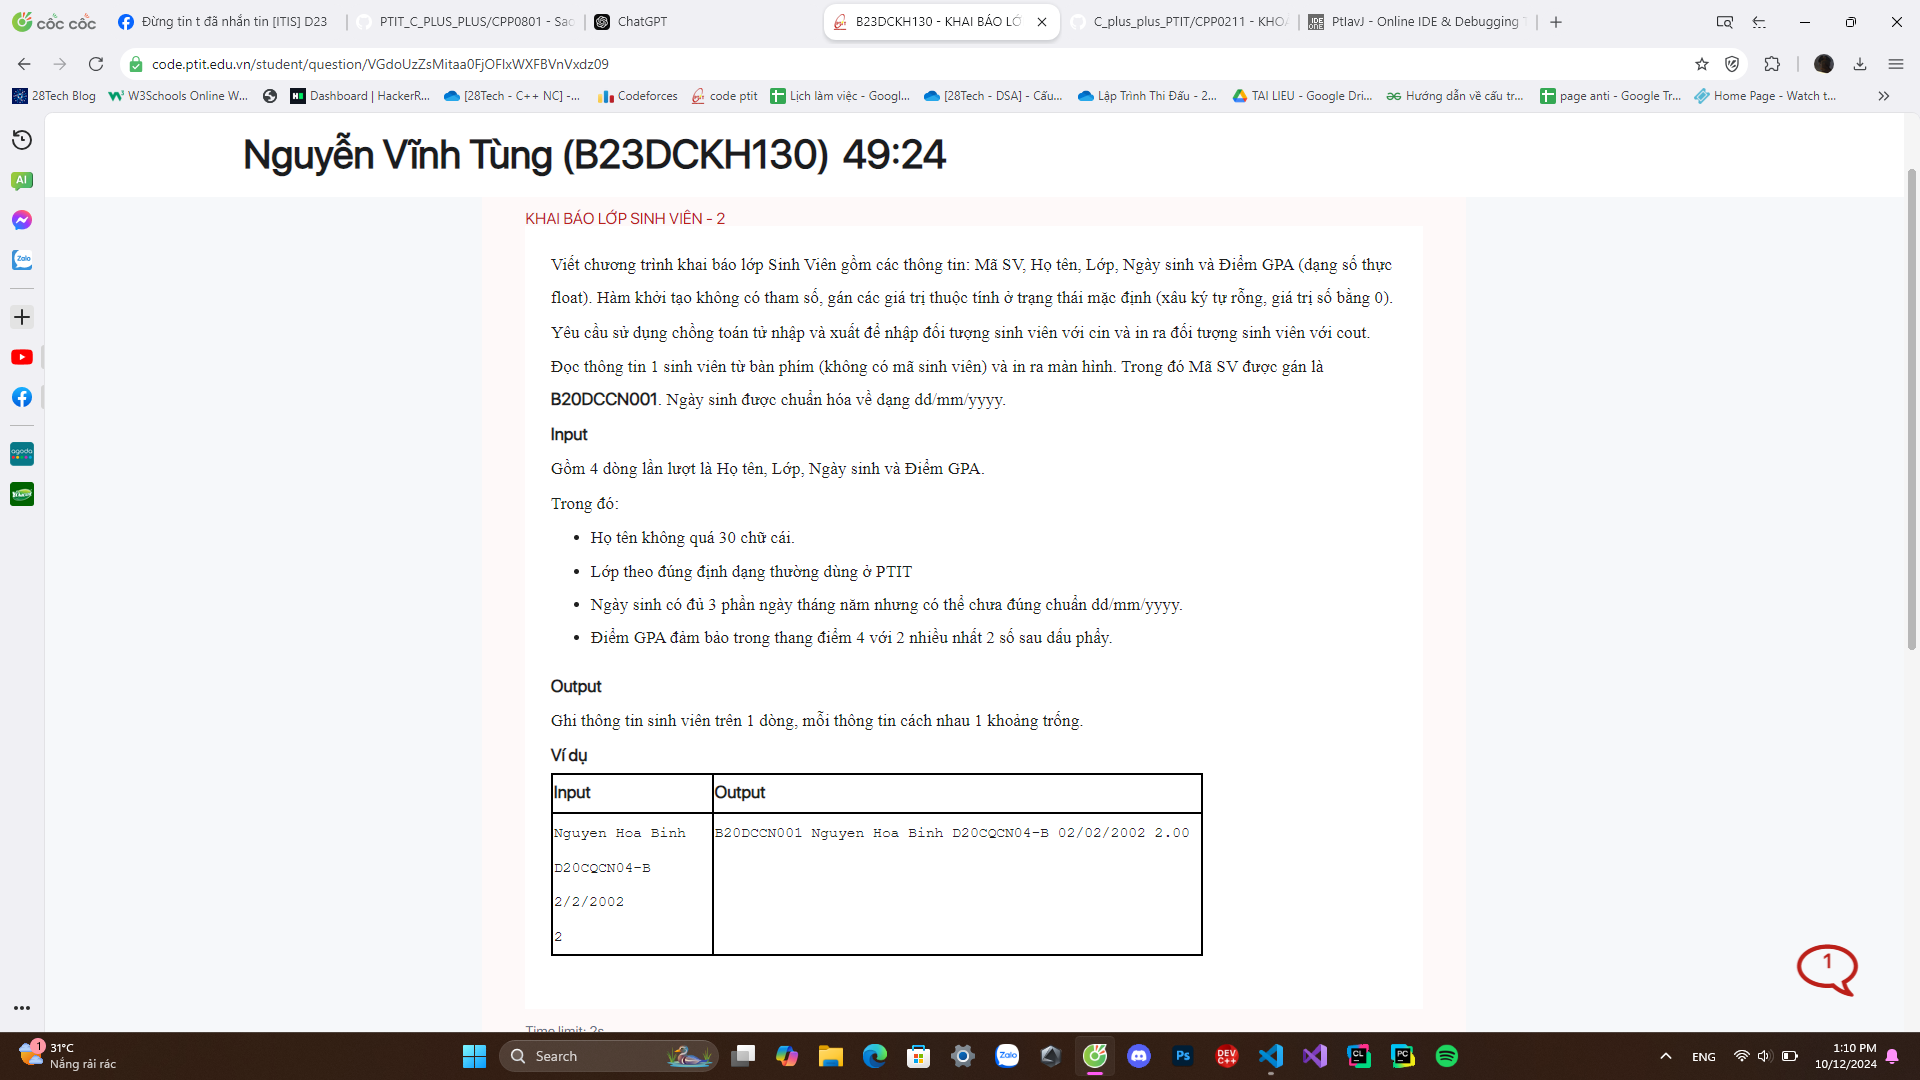 cốc cốc
Đừng tin t đã nhắn tin [ITIS] D23
PTIT_C_PLUS_PLUS/CPP0801 - Sao
ChatGPT
B23DCKH130 - KHAI BÁO LỚ
C_plus_plus_PTIT/CPP0211 - KHOẢ
PtIavJ - Online IDE & Debugging
code.ptit.edu.vn/student/question/VGdoUzZsMitaa0FjOFIxWXFBVnVxdz09
28Tech Blog
W3Schools Online W...
Dashboard | HackerR...
[28Tech - C++ NC] -...
Codeforces
code ptit
Lịch làm việc - Googl...
[28Tech - DSA] - Cấu...
Lập Trình Thi Đấu - 2...
TAI LIEU - Google Dri...
Hướng dẫn về cấu tr...
page anti - Google Tr...
Home Page - Watch t...
Nguyễn Vĩnh Tùng (B23DCKH130) 49:24
AI
Zalo
agoda
KHAI BÁO LỚP SINH VIÊN - 2
Viết chương trình khai báo lớp Sinh Viên gồm các thông tin: Mã SV, Họ tên, Lớp, Ngày sinh và Điểm GPA (dạng số thực
float). Hàm khởi tạo không có tham số, gán các giá trị thuộc tính ở trạng thái mặc định (xâu ký tự rỗng, giá trị số bằng 0).
Yêu cầu sử dụng chồng toán tử nhập và xuất để nhập đối tượng sinh viên với cin và in ra đối tượng sinh viên với cout.
Đọc thông tin 1 sinh viên từ bàn phím (không có mã sinh viên) và in ra màn hình. Trong đó Mã SV được gán là
B20DCCN001. Ngày sinh được chuẩn hóa về dạng dd/mm/yyyy.
Input
Gồm 4 dòng lần lượt là Họ tên, Lớp, Ngày sinh và Điểm GPA.
Trong đó:
• Họ tên không quá 30 chữ cái.
• Lớp theo đúng định dạng thường dùng ở PTIT
• Ngày sinh có đủ 3 phần ngày tháng năm nhưng có thể chưa đúng chuẩn dd/mm/yyyy.
• Điểm GPA đảm bảo trong thang điểm 4 với 2 nhiều nhất 2 số sau dấu phẩy.
Output
Ghi thông tin sinh viên trên 1 dòng, mỗi thông tin cách nhau 1 khoảng trống.
Ví dụ
Input Output
Nguyen Hoa Binh B20DCCN001 Nguyen Hoa Binh D20CQCN04-B 02/02/2002 2.00
D20CQCN04-B
2/2/2002
2
1
Time limit: 2s
1
31°C
Nắng rải rác
Search
Zalo
Ps
DEV C++
CL
PC
ENG
1:10 PM
10/12/2024